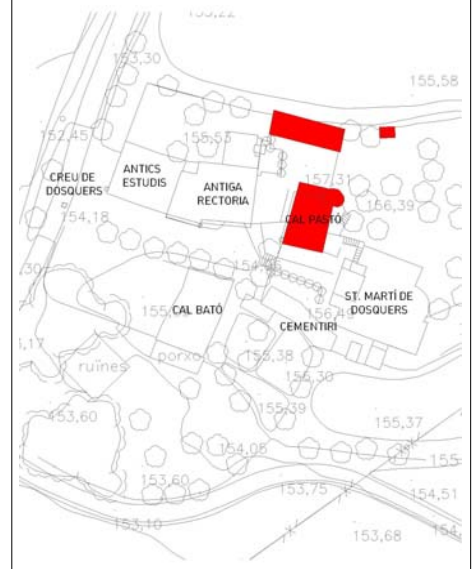 153,22
153,30
155,58
152,45
155,53
ANTICS
ESTUDIS
CREU DE
DOSQUERS
ANTIGA
RECTORIA
157,31
156,39
154,18
CAL PASTÓ
ST. MARTÍ DE
DOSQUERS
CAL BATÓ
156,49
CEMENTIRI
porxo
155,38
ruïnes
155,30
153,60
155,39
155,37
154,05
153,60
153,75
154,51
153,10
153,68